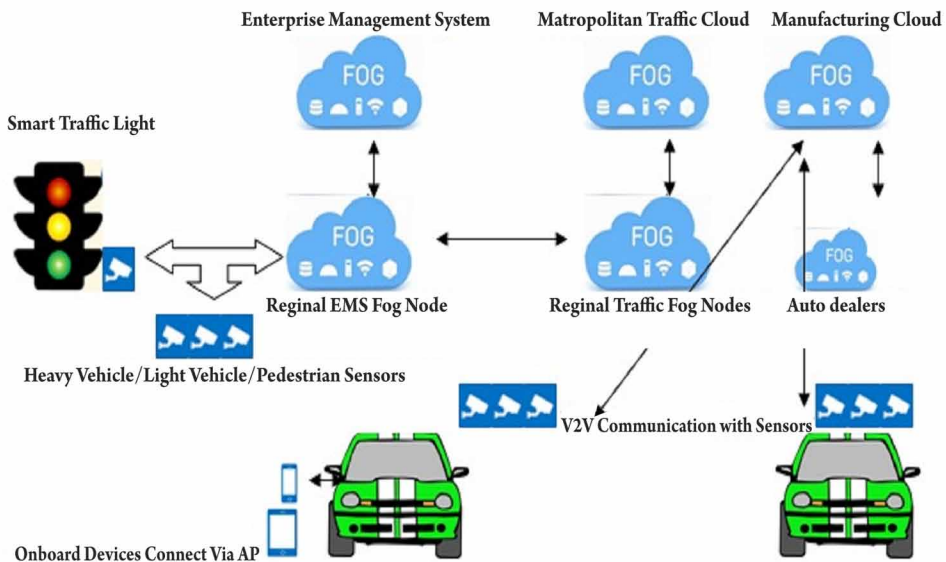 Enterprise Management System
Matropolitan Traffic Cloud
Manufacturing Cloud
FOG
FOG
FOG
Smart Traffic Light
FOG
FOG
FOG
Reginal EMS Fog Node
Reginal Traffic Fog Nodes
Auto dealers
Heavy Vehicle/Light Vehicle/Pedestrian Sensors
V2V Communication with Sensors
Onboard Devices Connect Via AP